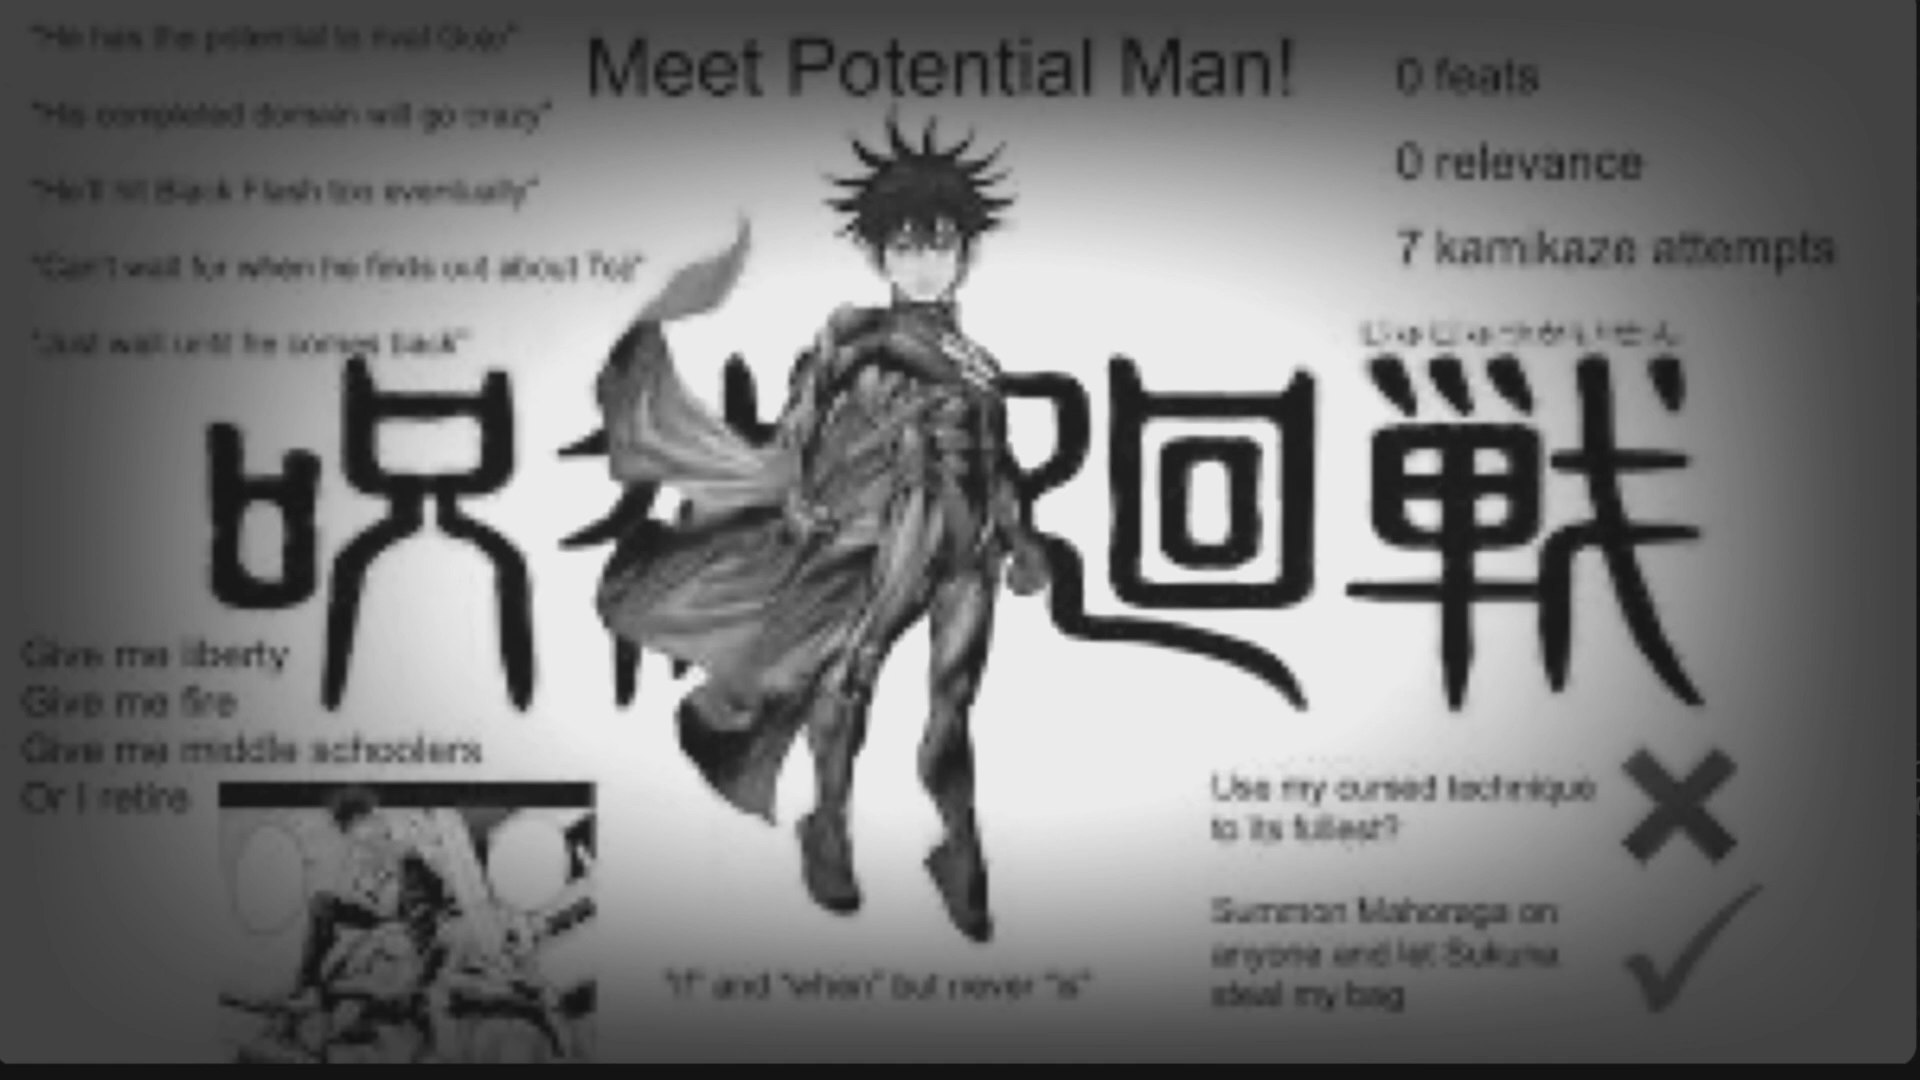 "He has the potential to rival Gojo"
"His completed domain will go crazy"
"He'll hit Black Flash too eventually"
"Can't wait for when he finds out about Toji"
"Just wait until he comes back"
Meet Potential Man!
0 feats
0 relevance
7 kamikaze attempts
じゅじゅつかいせん
呪 廻戦
Give me liberty
Give me fire
Give me middle schoolers
Or I retire
"If" and "when" but never "is"
Use my cursed technique
to its fullest?
Summon Mahoraga on
anyone and let Sukuna
steal my bag